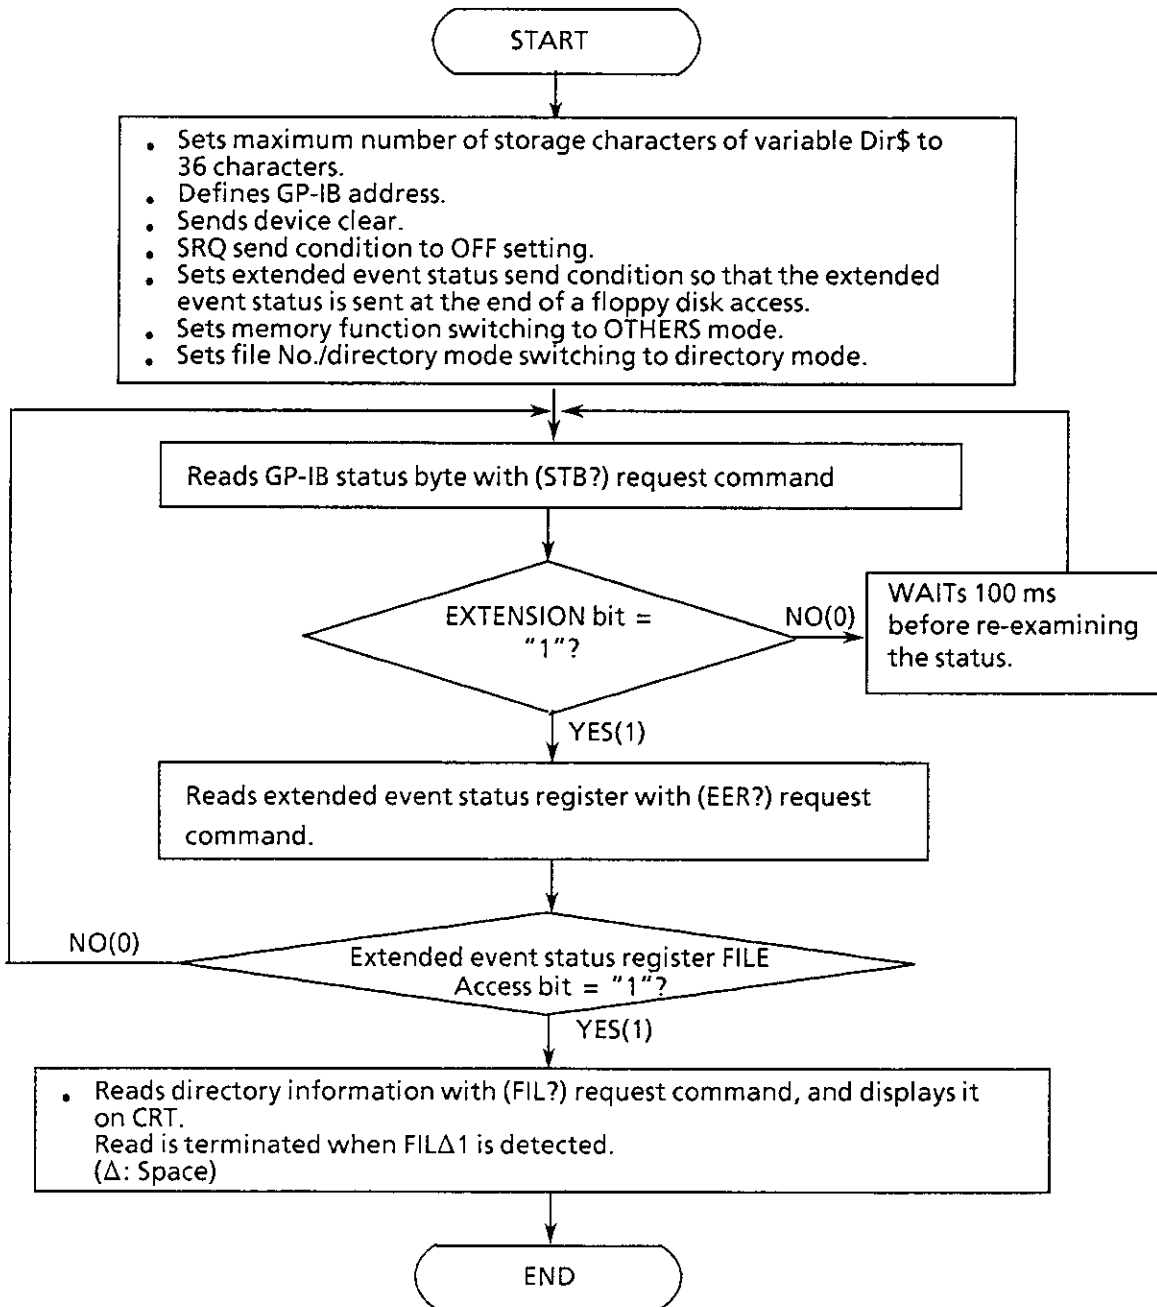 START
• Sets maximum number of storage characters of variable Dir$ to
36 characters.
• Defines GP-IB address.
• Sends device clear.
• SRQ send condition to OFF setting.
• Sets extended event status send condition so that the extended
event status is sent at the end of a floppy disk access.
• Sets memory function switching to OTHERS mode.
• Sets file No./directory mode switching to directory mode.
Reads GP-IB status byte with (STB?) request command
EXTENSION bit =
"1"?
NO(0)
WAITs 100 ms
before re-examining
the status.
YES(1)
Reads extended event status register with (EER?) request
command.
NO(0)
Extended event status register FILE
Access bit = "1"?
YES(1)
• Reads directory information with (FIL?) request command, and displays it
on CRT.
Read is terminated when FILΔ1 is detected.
(Δ: Space)
END